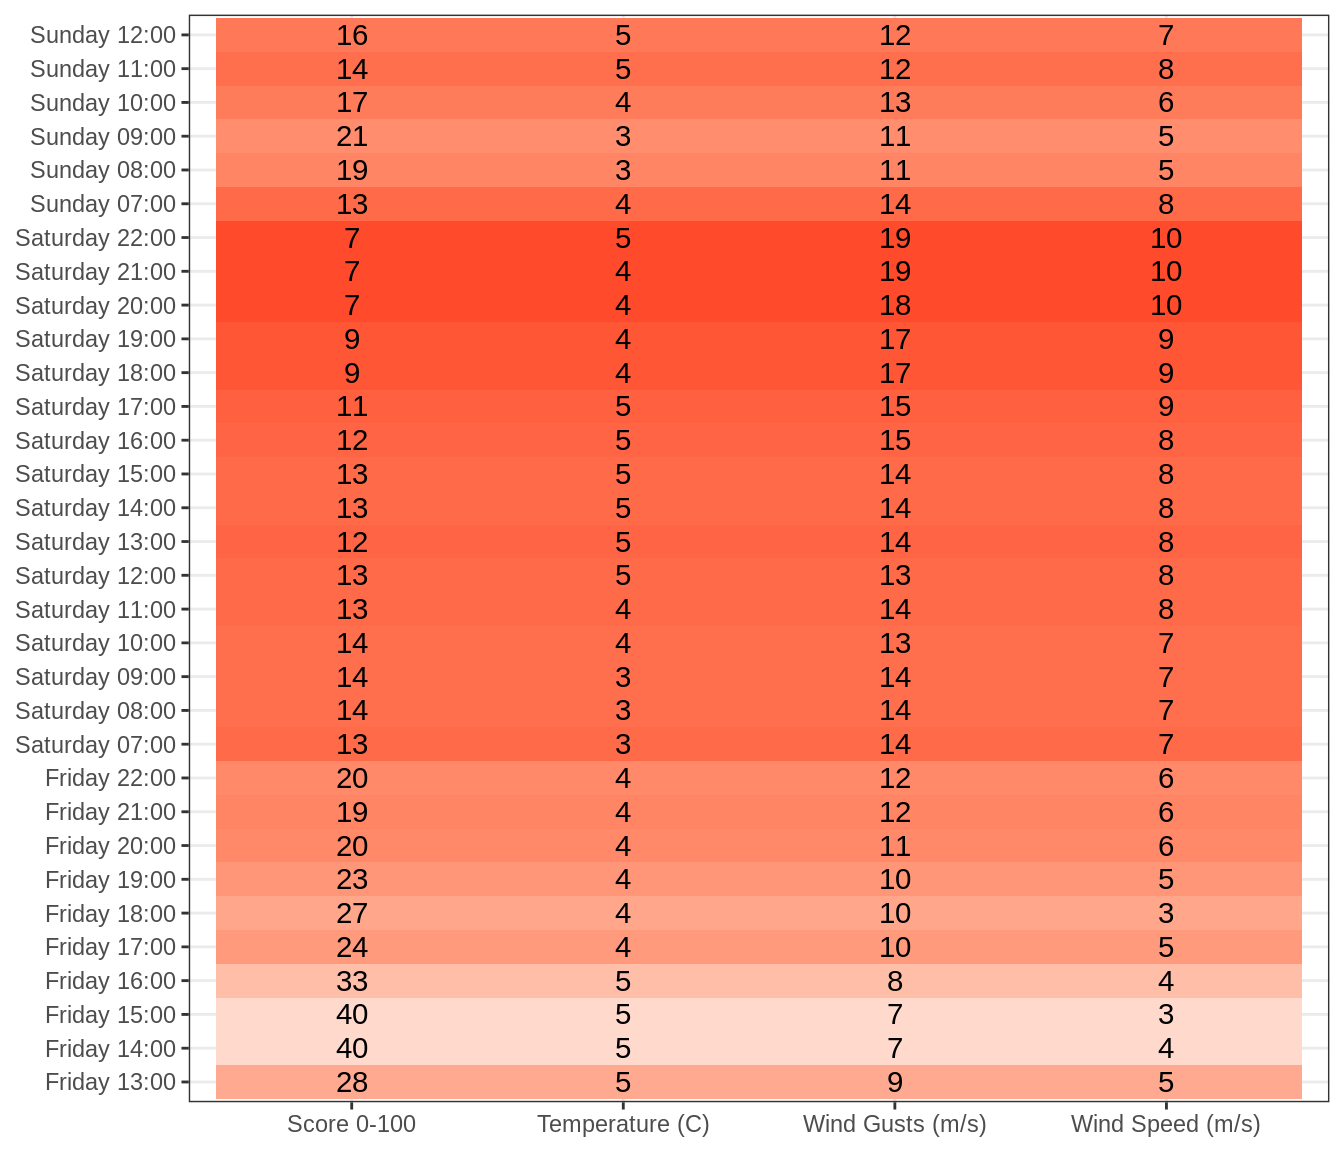 Sunday 12:00 16 5 12 7
Sunday 11:00 14 5 12 8
Sunday 10:00 17 4 13 6
Sunday 09:00 21 3 11 5
Sunday 08:00 19 3 11 5
Sunday 07:00 13 4 14 8
Saturday 22:00 7 5 19 10
Saturday 21:00 7 4 19 10
Saturday 20:00 7 4 18 10
Saturday 19:00 9 4 17 9
Saturday 18:00 9 4 17 9
Saturday 17:00 11 5 15 9
Saturday 16:00 12 5 15 8
Saturday 15:00 13 5 14 8
Saturday 14:00 13 5 14 8
Saturday 13:00 12 5 14 8
Saturday 12:00 13 5 13 8
Saturday 11:00 13 4 14 8
Saturday 10:00 14 4 13 7
Saturday 09:00 14 3 14 7
Saturday 08:00 14 3 14 7
Saturday 07:00 13 3 14 7
Friday 22:00 20 4 12 6
Friday 21:00 19 4 12 6
Friday 20:00 20 4 11 6
Friday 19:00 23 4 10 5
Friday 18:00 27 4 10 3
Friday 17:00 24 4 10 5
Friday 16:00 33 5 8 4
Friday 15:00 40 5 7 3
Friday 14:00 40 5 7 4
Friday 13:00 28 5 9 5
Score 0-100 Temperature (C) Wind Gusts (m/s) Wind Speed (m/s)